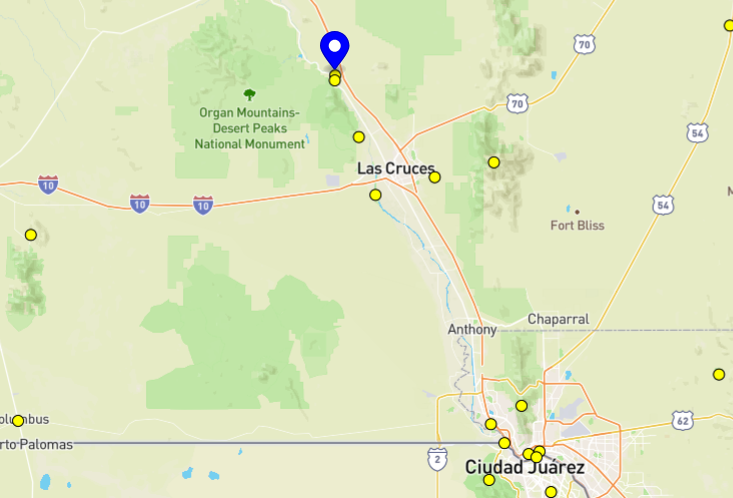 70
70
Organ Mountains-
Desert Peaks
National Monument
54
Las Cruces
10
10
10
54
Fort Bliss
Chaparral
Anthony
olumbus
62
rto Palomas
2
Ciudad Juárez